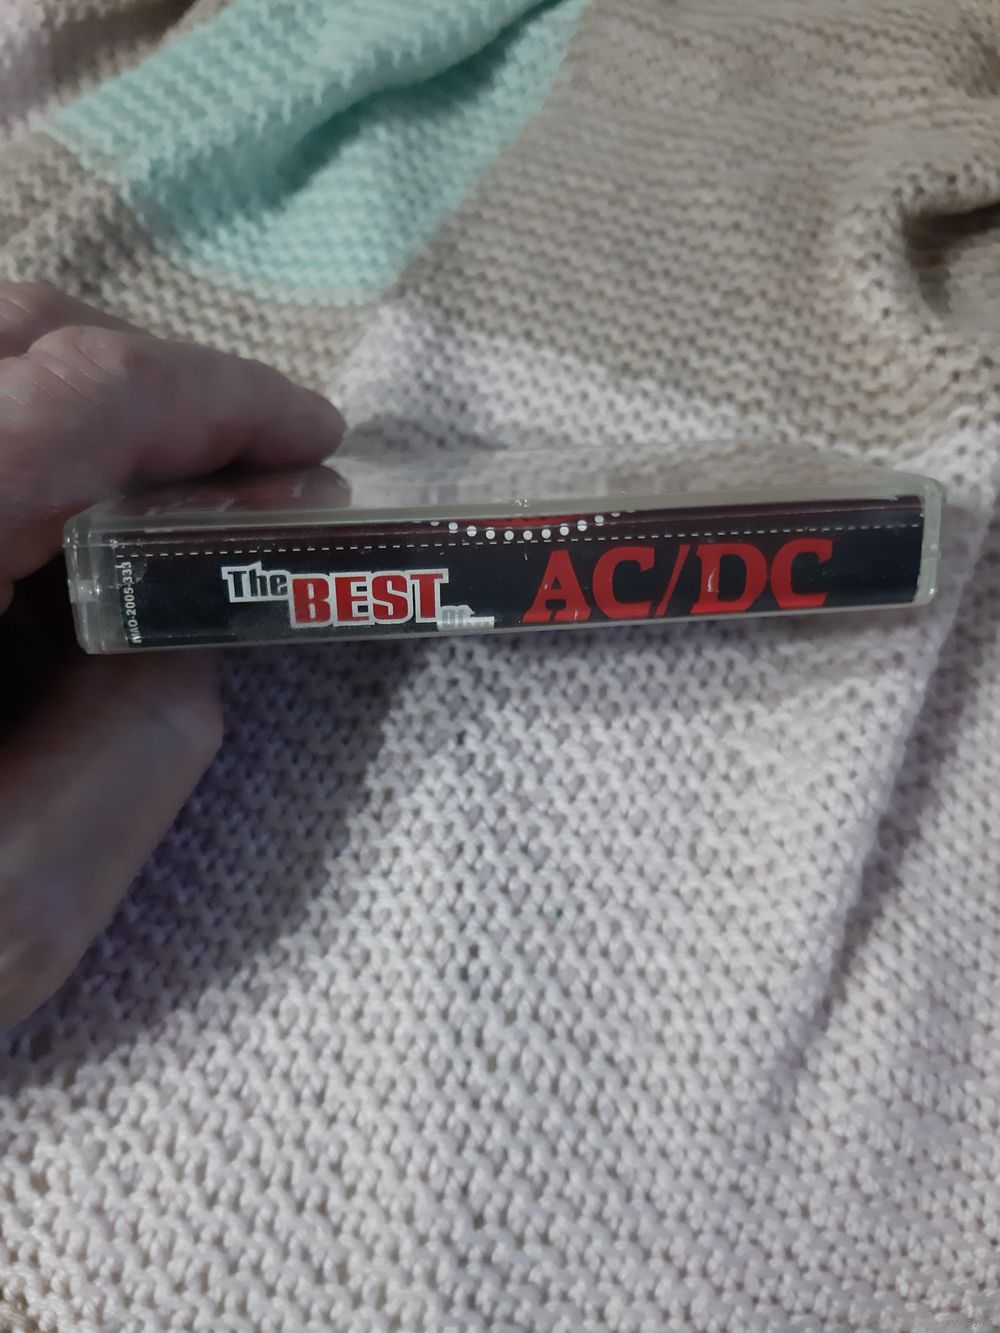 The BEST of... AC/DC